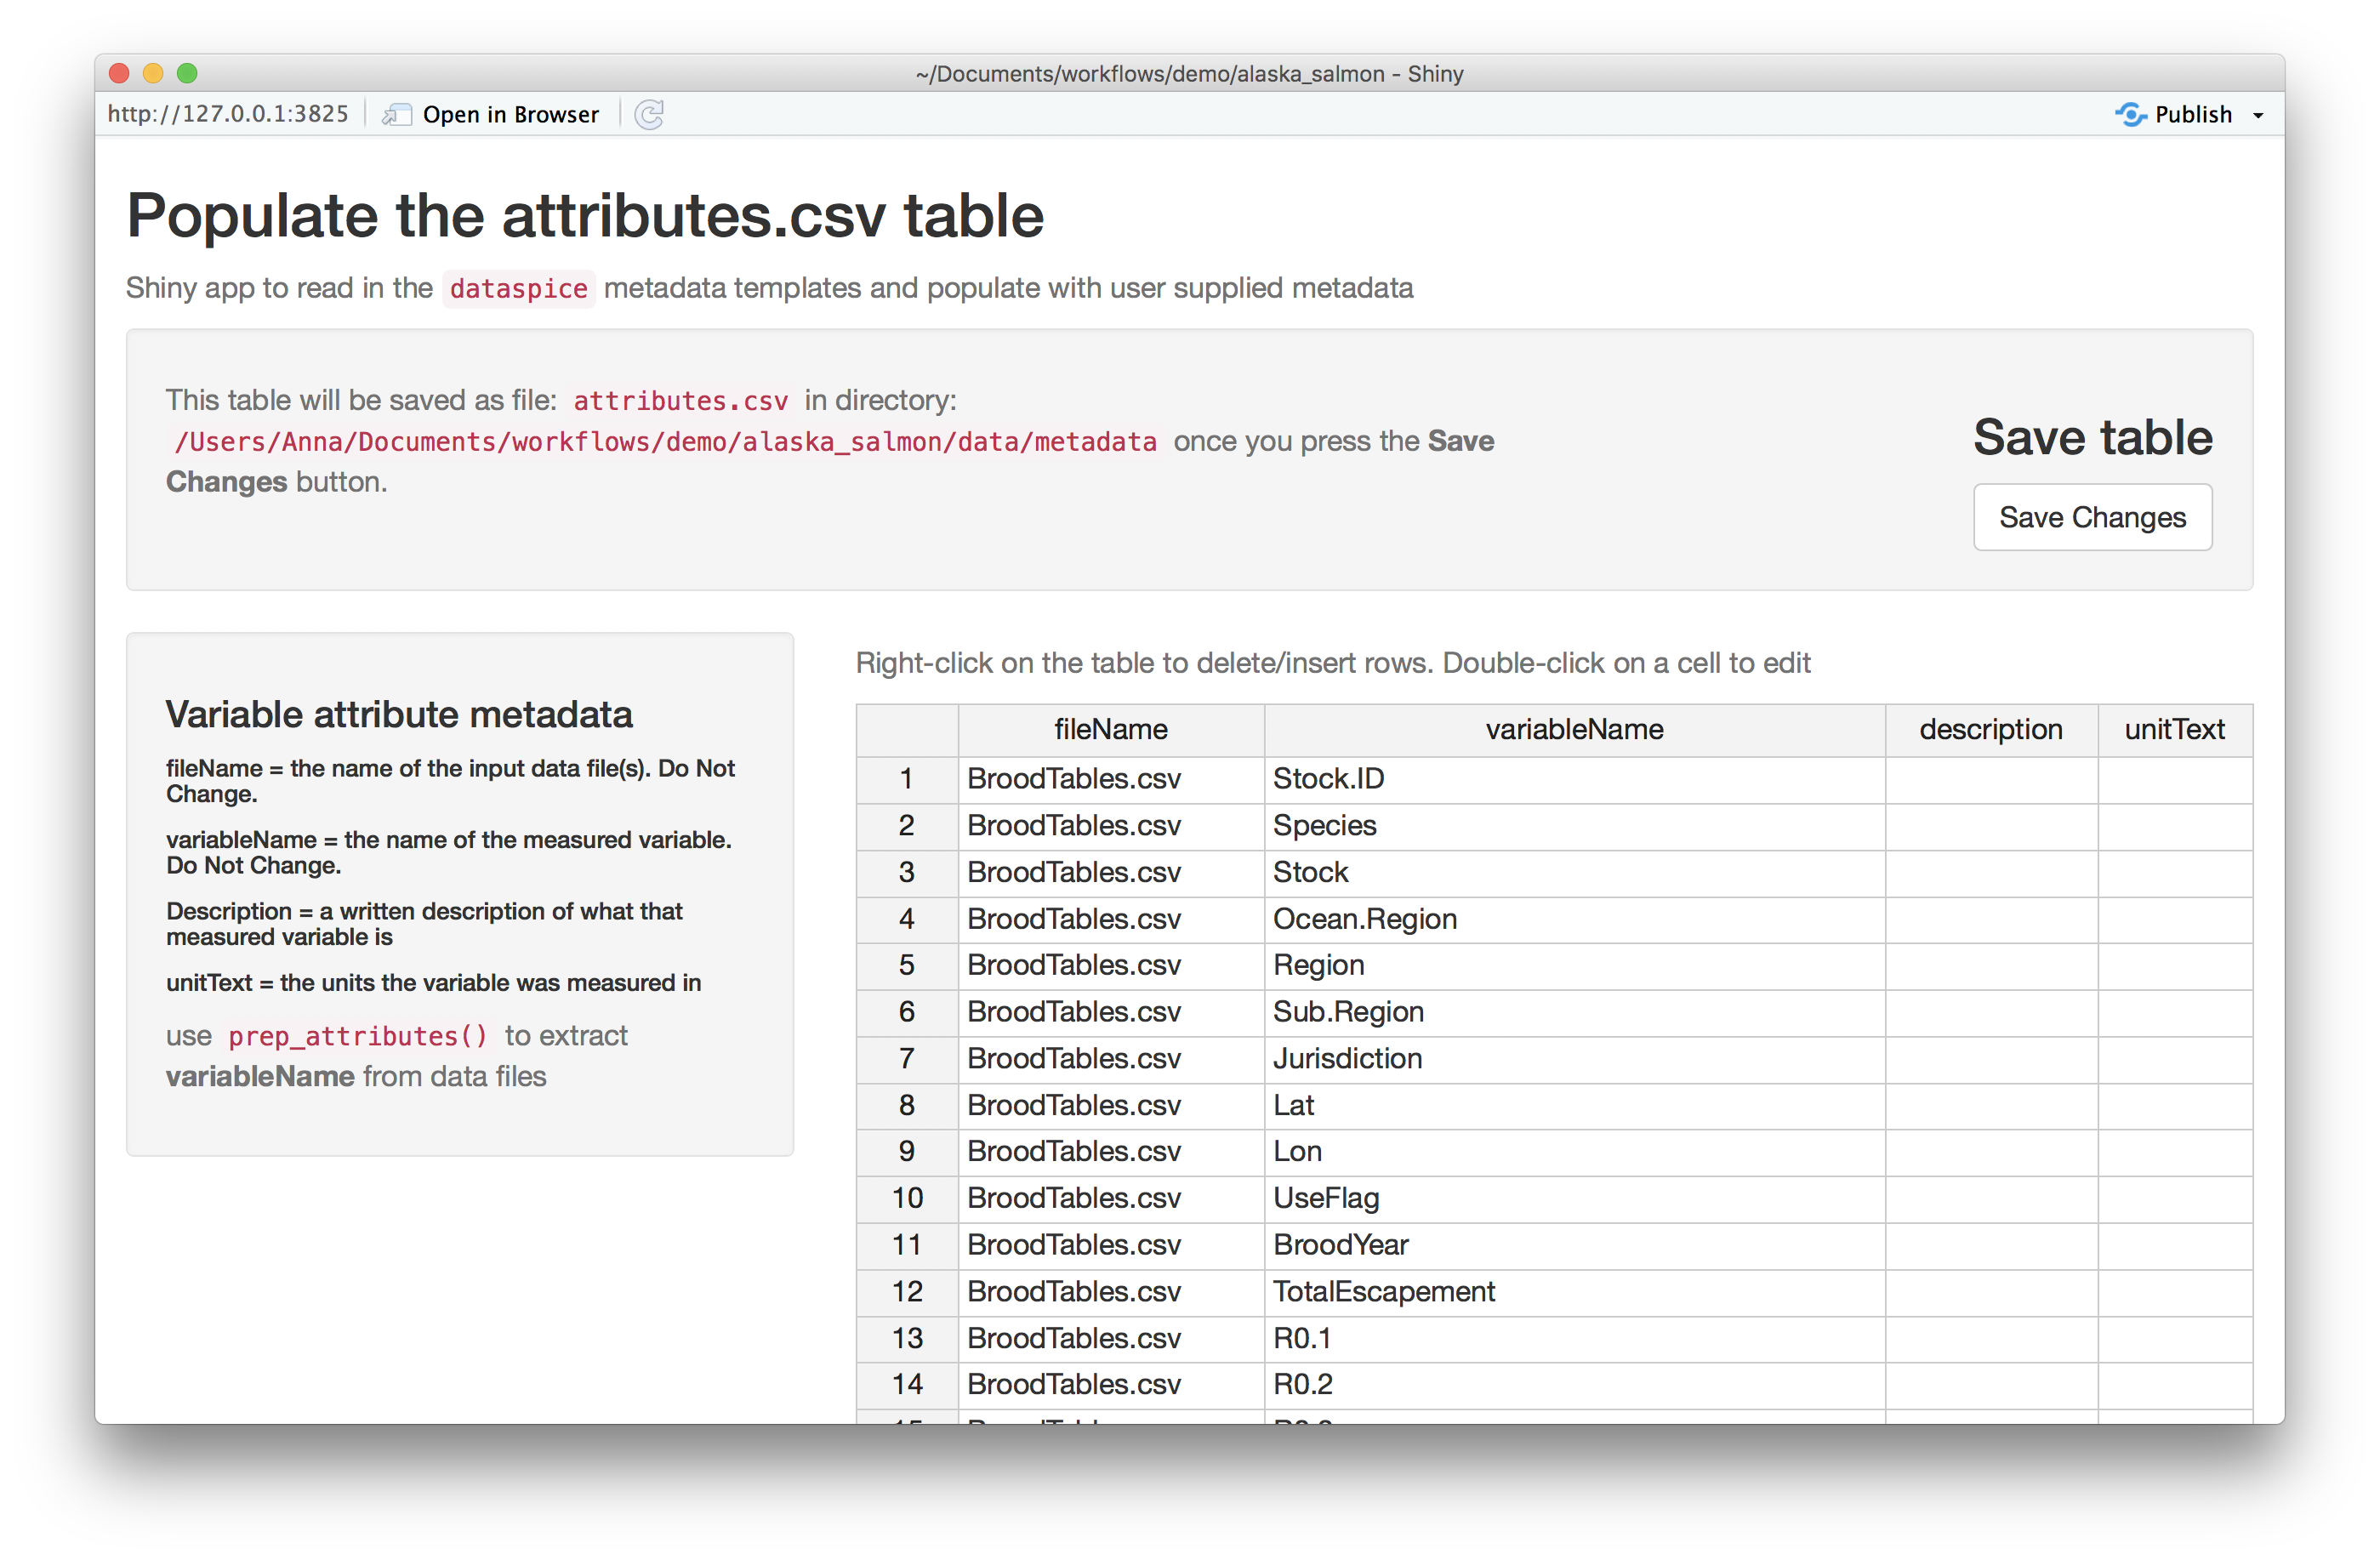 ~/Documents/workflows/demo/alaska_salmon - Shiny
http://127.0.0.1:3825 Open in Browser Publish
Populate the attributes.csv table
Shiny app to read in the dataspice metadata templates and populate with user supplied metadata
This table will be saved as file: attributes.csv in directory:
/Users/Anna/Documents/workflows/demo/alaska_salmon/data/metadata once you press the Save
Changes button.
Save table
Save Changes
Variable attribute metadata
fileName = the name of the input data file(s). Do Not
Change.
variableName = the name of the measured variable.
Do Not Change.
Description = a written description of what that
measured variable is
unitText = the units the variable was measured in
use prep_attributes() to extract
variableName from data files
Right-click on the table to delete/insert rows. Double-click on a cell to edit
fileName variableName description unitText
1 BroodTables.csv Stock.ID
2 BroodTables.csv Species
3 BroodTables.csv Stock
4 BroodTables.csv Ocean.Region
5 BroodTables.csv Region
6 BroodTables.csv Sub.Region
7 BroodTables.csv Jurisdiction
8 BroodTables.csv Lat
9 BroodTables.csv Lon
10 BroodTables.csv UseFlag
11 BroodTables.csv BroodYear
12 BroodTables.csv TotalEscapement
13 BroodTables.csv R0.1
14 BroodTables.csv R0.2